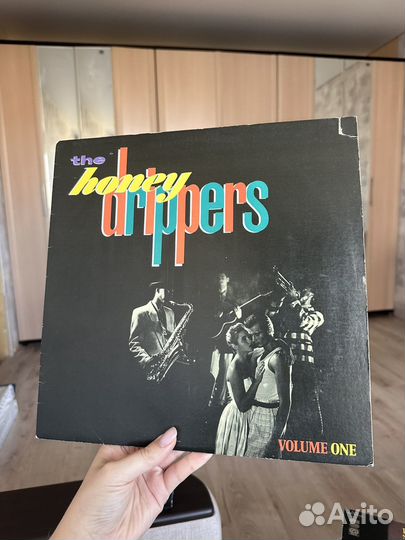 the
honey
drippers
VOLUME ONE
Avito